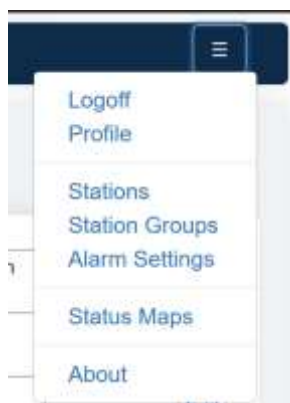 Logoff
Profile
Stations
Station Groups
Alarm Settings
Status Maps
About